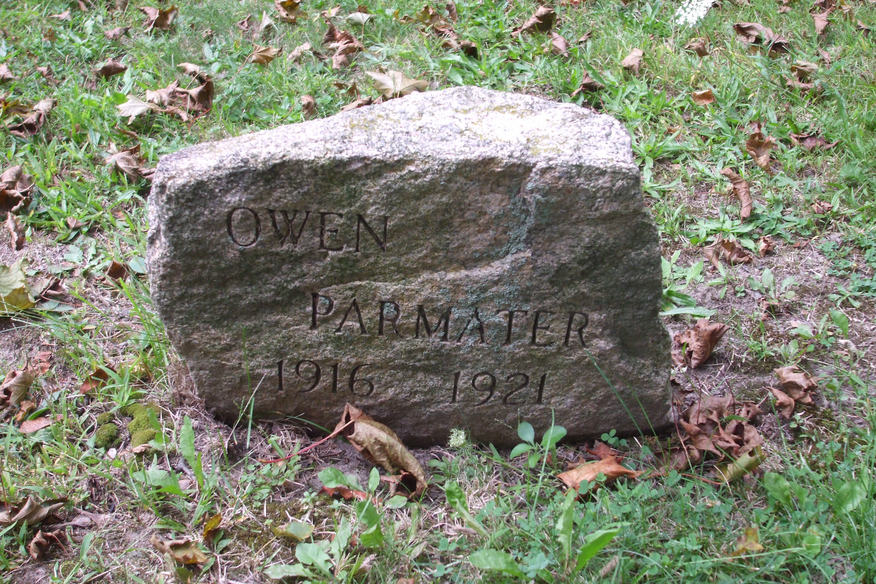 OWEN
PARMATER
1916 1921